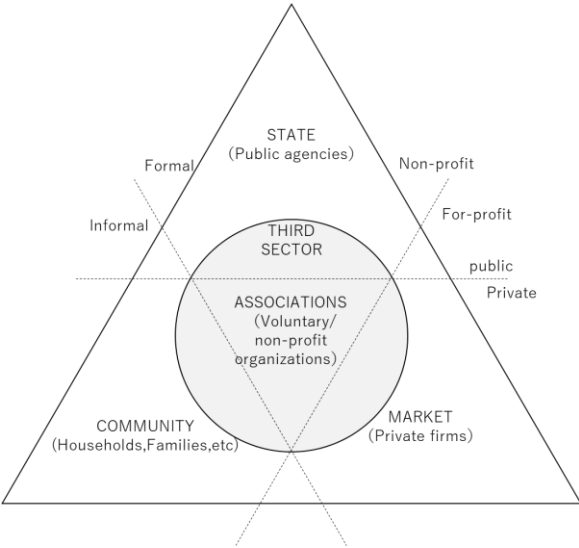 STATE
(Public agencies)
Formal
Non-profit
Informal
For-profit
THIRD
SECTOR
public
Private
ASSOCIATIONS
(Voluntary/
non-profit
organizations)
COMMUNITY
(Households,Families,etc)
MARKET
(Private firms)